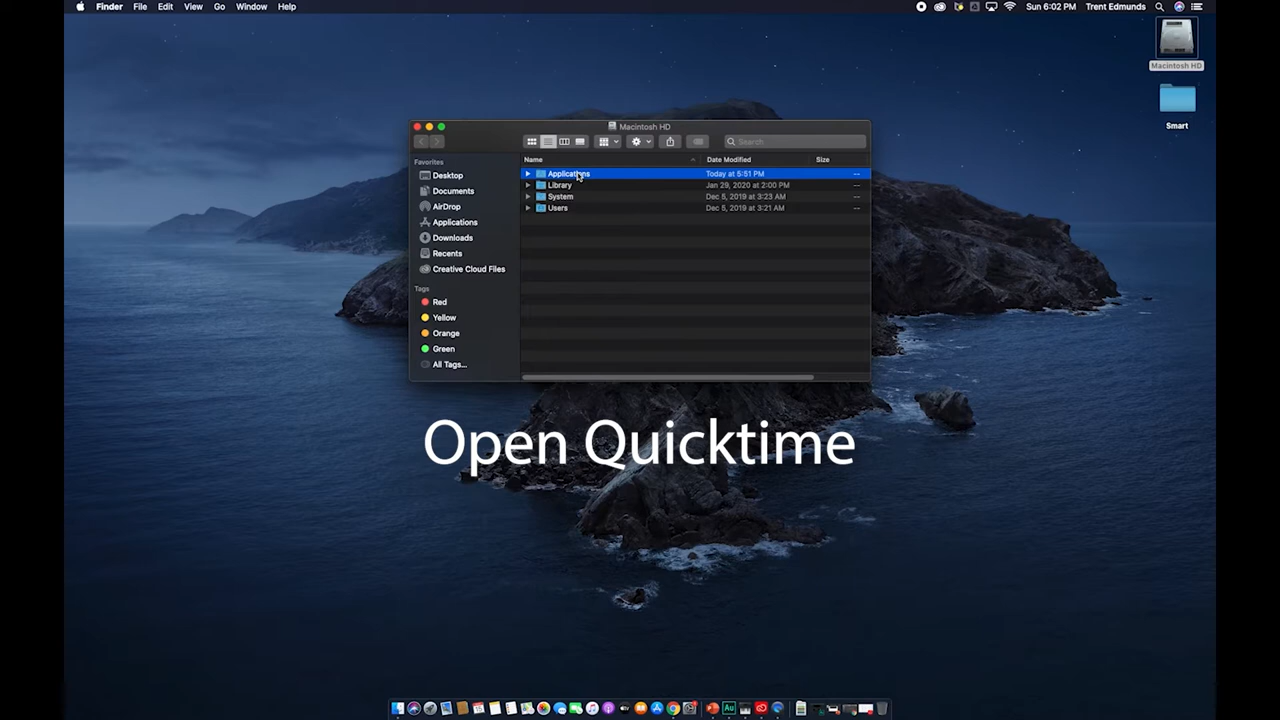 Finder File Edit View Go Window Help Sun 6:02 PM Trent Edmunds
Macintosh HD
Smart
Macintosh HD
Search
Favorites
Desktop
Documents
AirDrop
Applications
Downloads
Recents
Creative Cloud Files
Tags
Red
Yellow
Orange
Green
All Tags...
Name Date Modified Size
Applications Today at 5:51 PM --
Library Jan 29, 2020 at 2:00 PM --
System Dec 5, 2019 at 3:23 AM --
Users Dec 5, 2019 at 3:21 AM --
Open Quicktime
Au